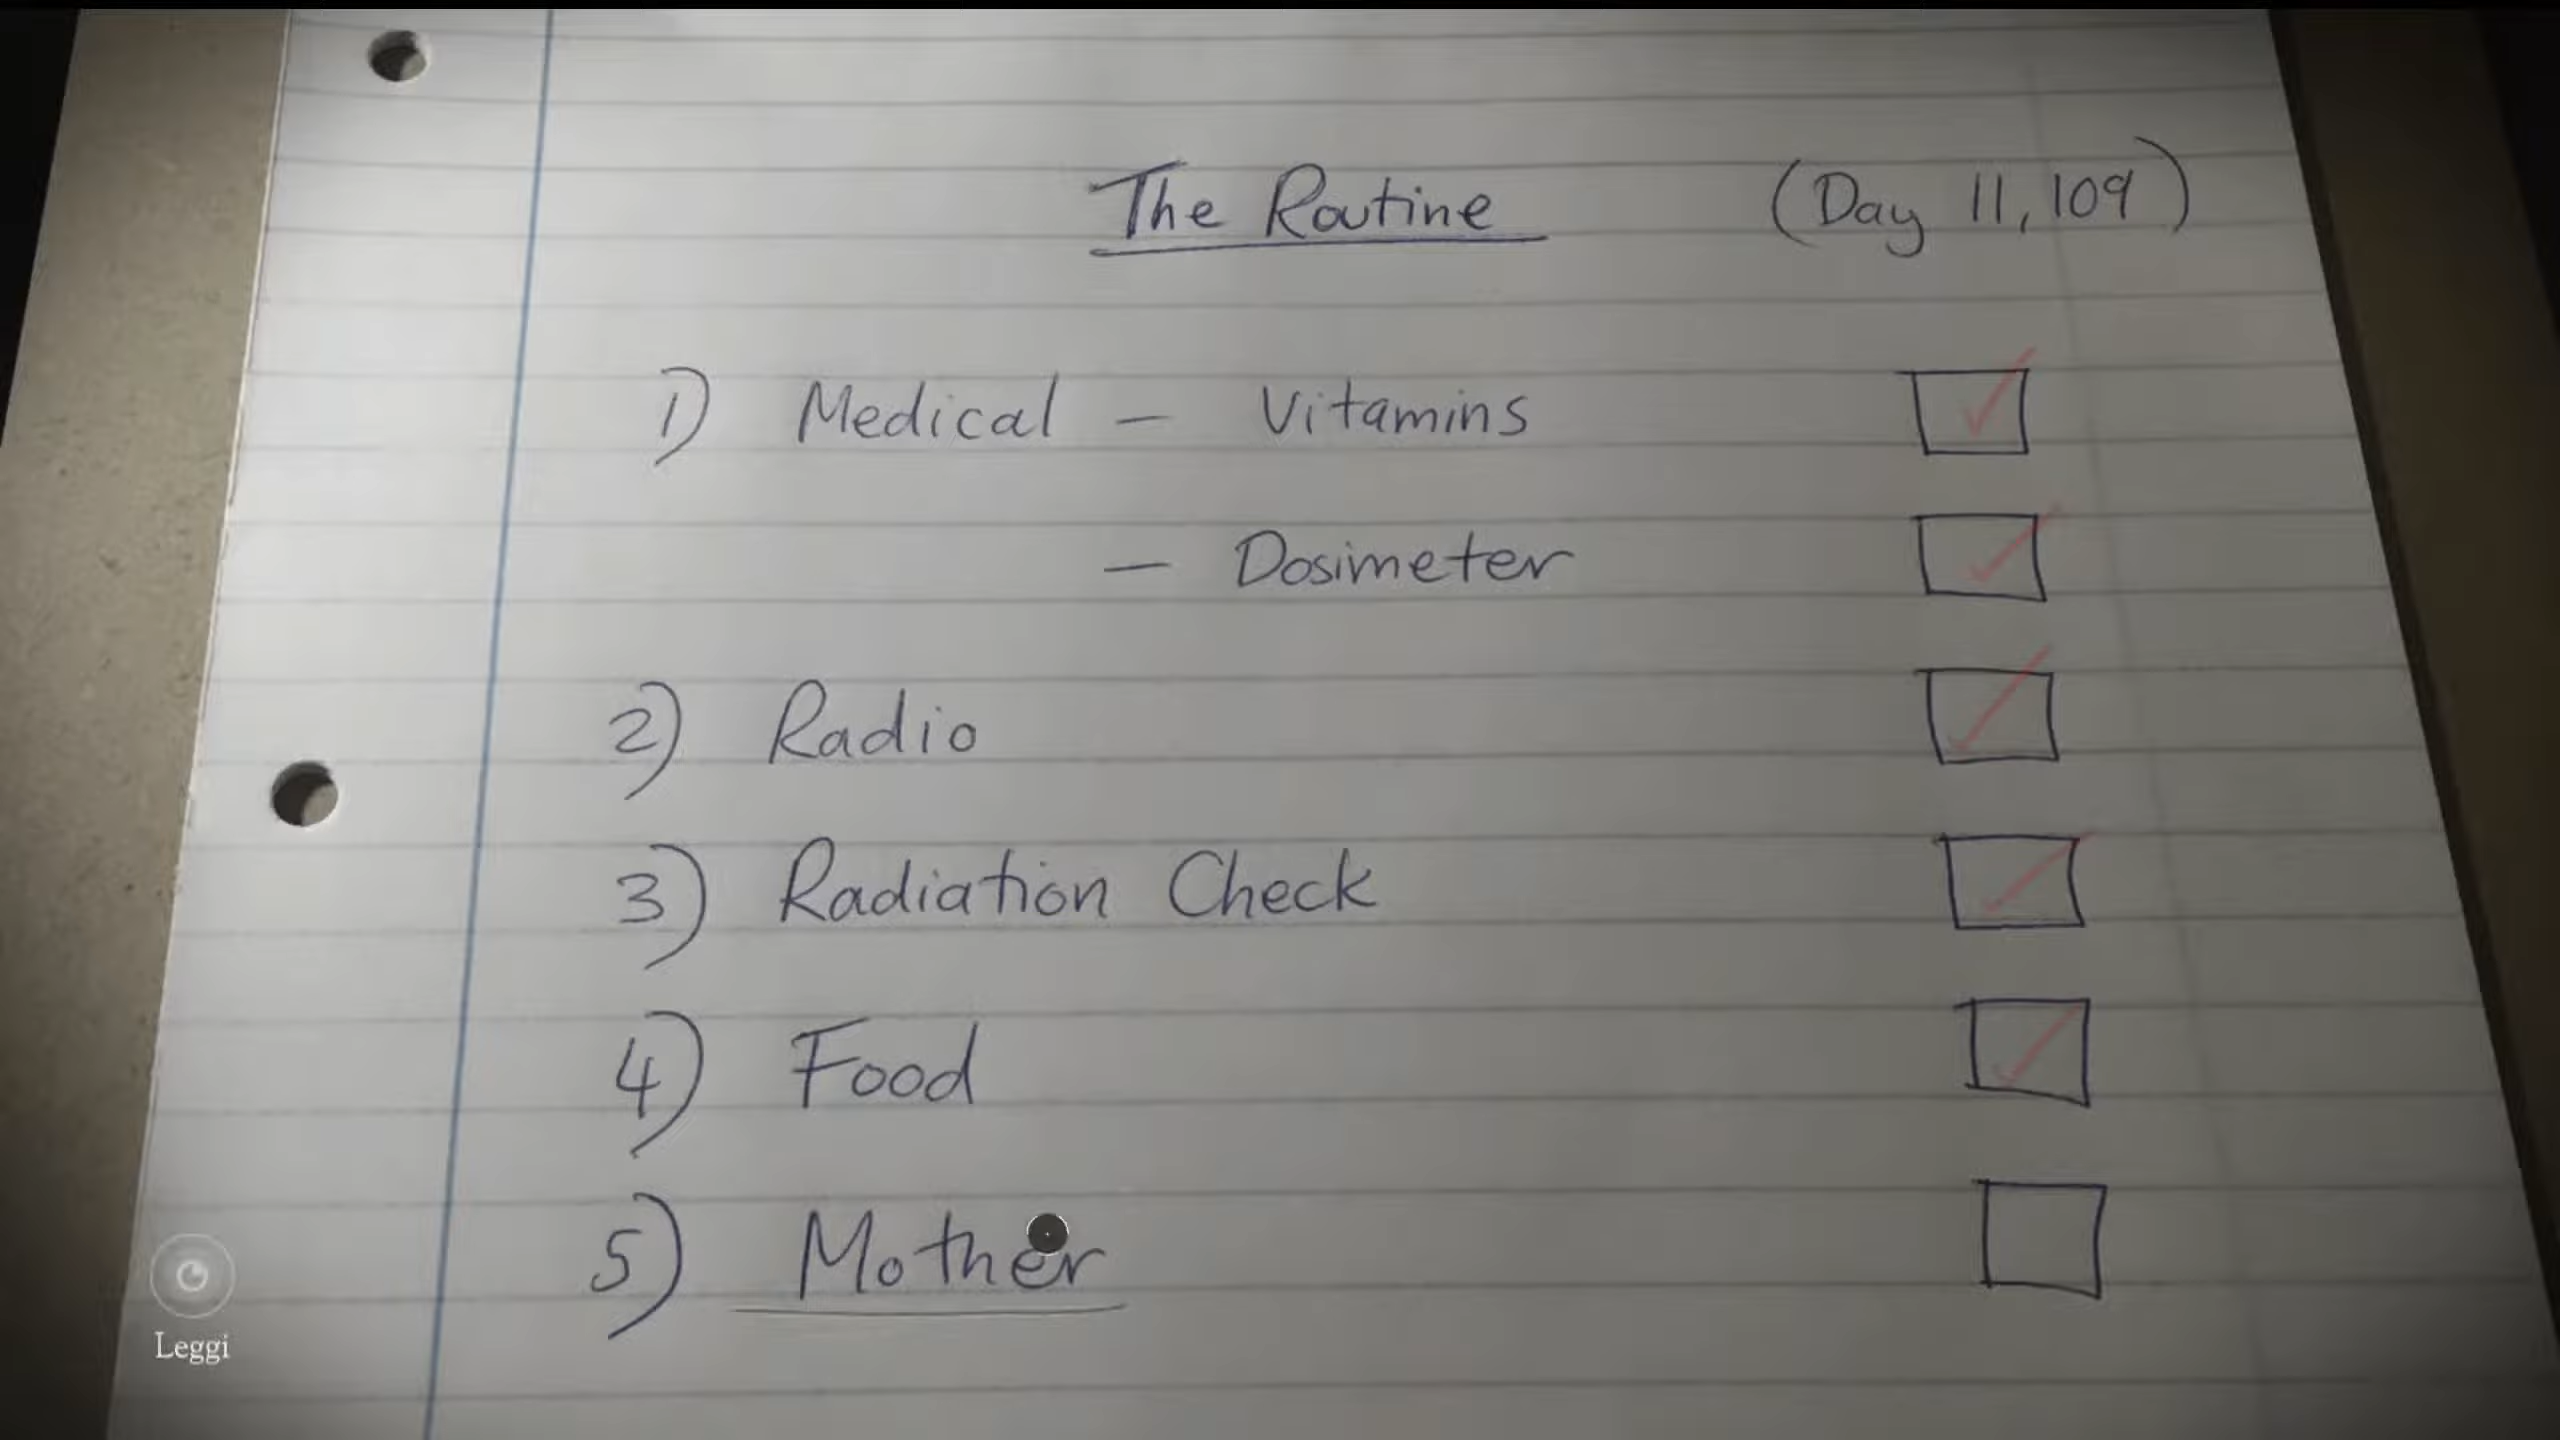 The Routine (Day 11,109)
1) Medical - Vitamins
- Dosimeter
2) Radio
3) Radiation Check
4) Food
5) Mother
Leggi